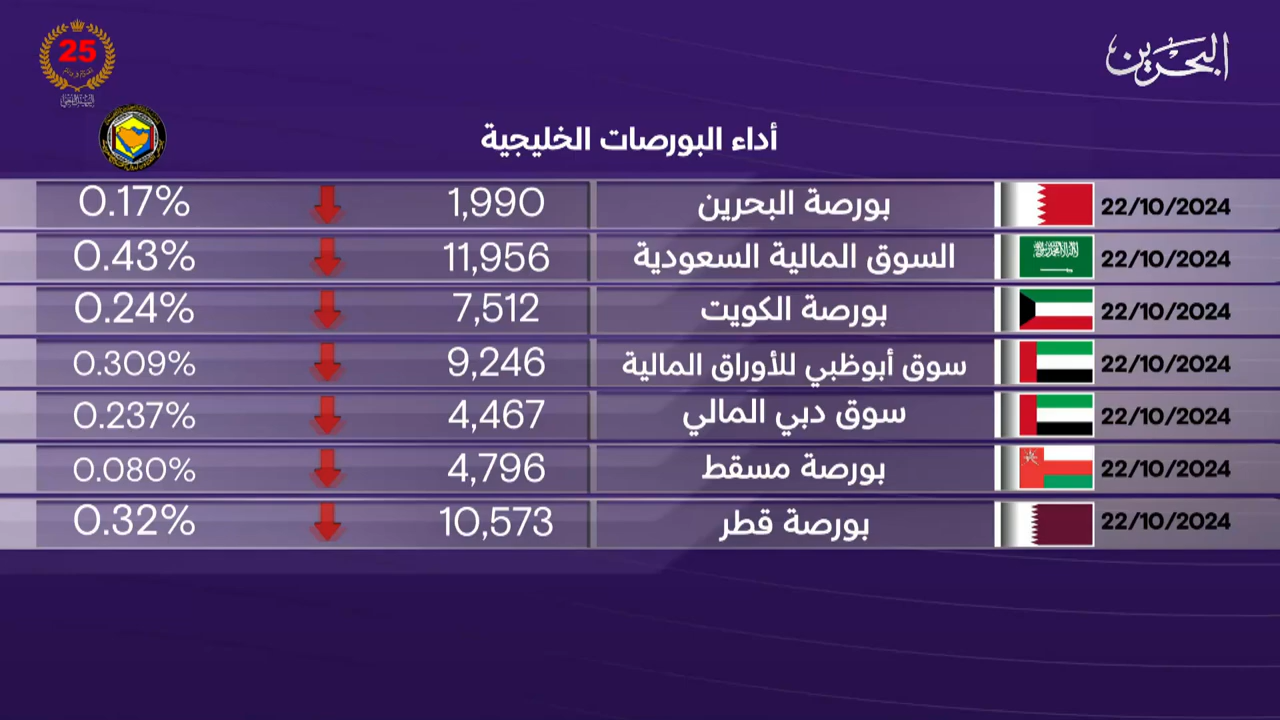 البحرين
25
أداء البورصات الخليجية
22/10/2024 بورصة البحرين 1,990 0.17%
22/10/2024 السوق المالية السعودية 11,956 0.43%
22/10/2024 بورصة الكويت 7,512 0.24%
22/10/2024 سوق أبوظبي للأوراق المالية 9,246 0.309%
22/10/2024 سوق دبي المالي 4,467 0.237%
22/10/2024 بورصة مسقط 4,796 0.080%
22/10/2024 بورصة قطر 10,573 0.32%